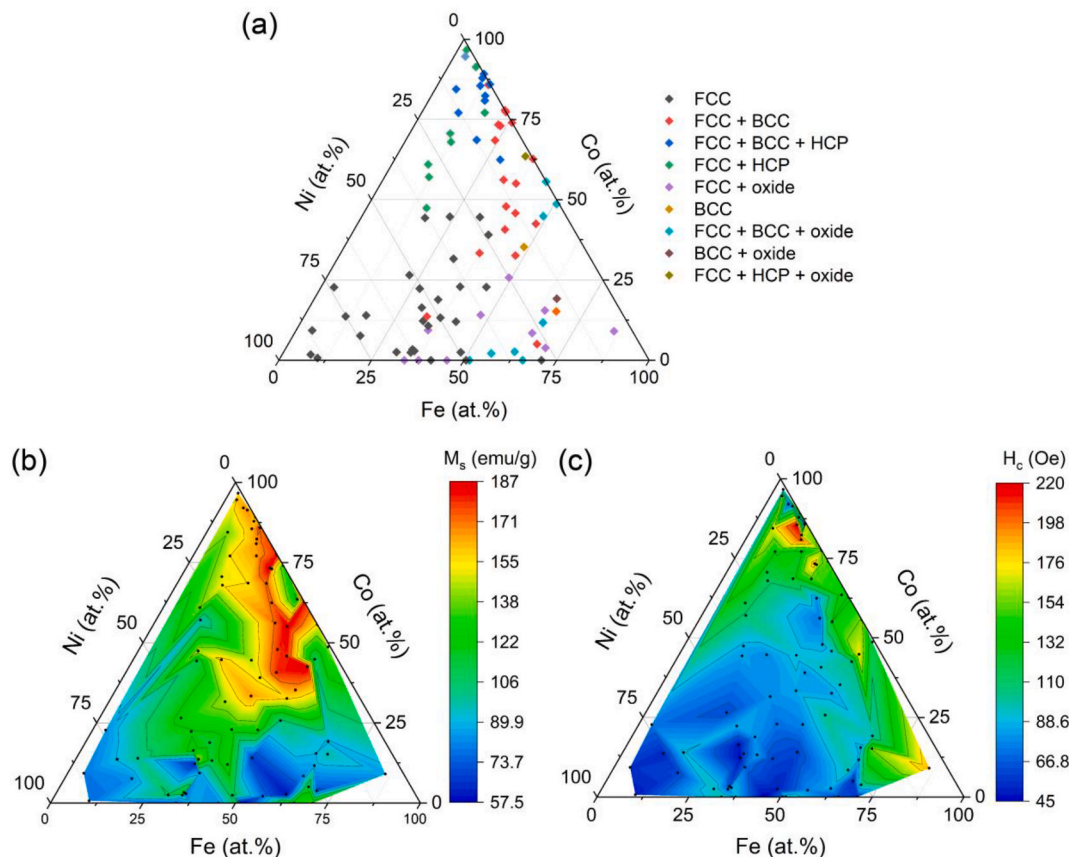 (a)
0
100
25
75
Ni (at.%)
Co (at.%)
50
50
75
25
100
0
0
25
50
75
100
Fe (at.%)
FCC
FCC + BCC
FCC + BCC + HCP
FCC + HCP
FCC + oxide
BCC
FCC + BCC + oxide
BCC + oxide
FCC + HCP + oxide
(b)
0
100
25
75
Ni (at.%)
Co (at.%)
50
50
75
25
100
0
0
25
50
75
100
Fe (at.%)
Ms (emu/g)
187
171
155
138
122
106
89.9
73.7
57.5
(c)
0
100
25
75
Ni (at.%)
Co (at.%)
50
50
75
25
100
0
0
25
50
75
100
Fe (at.%)
Hc (Oe)
220
198
176
154
132
110
88.6
66.8
45